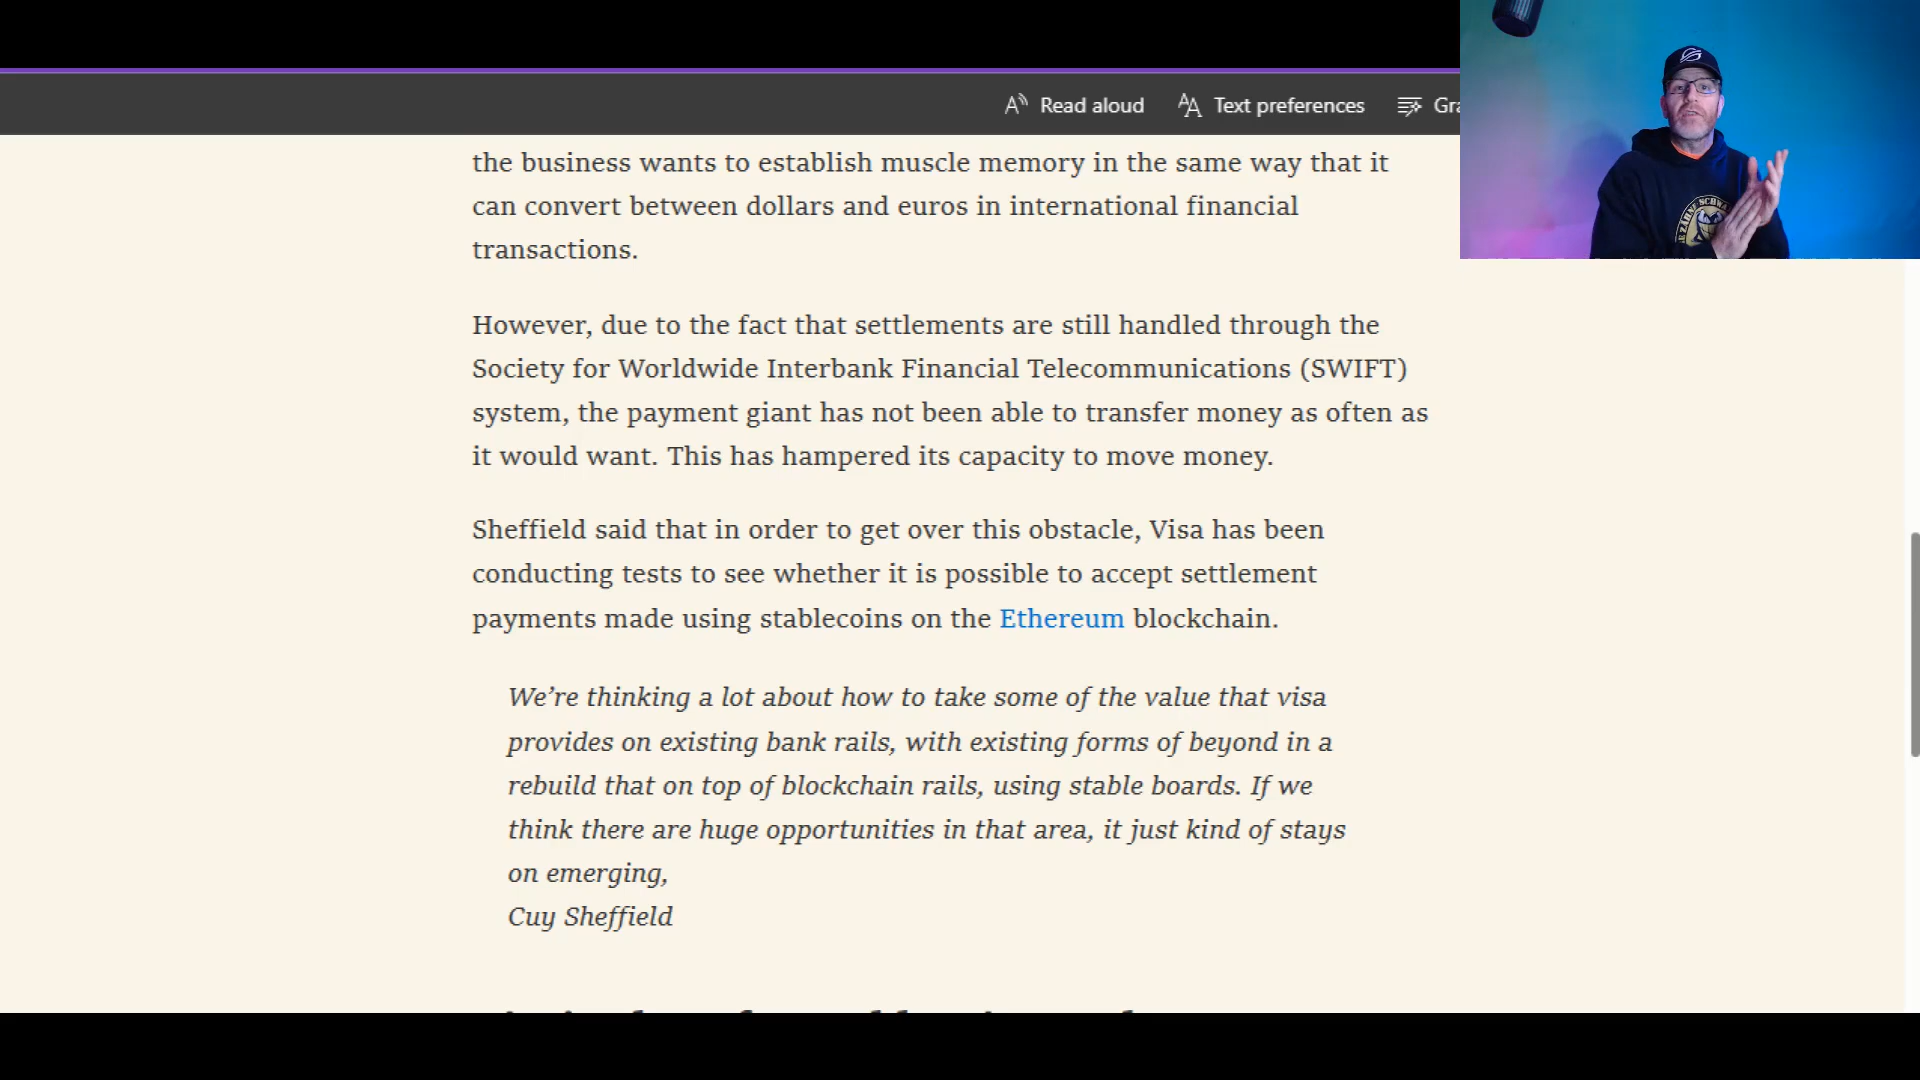 Read aloud
Text preferences
Gra
the business wants to establish muscle memory in the same way that it
can convert between dollars and euros in international financial
transactions.
However, due to the fact that settlements are still handled through the
Society for Worldwide Interbank Financial Telecommunications (SWIFT)
system, the payment giant has not been able to transfer money as often as
it would want. This has hampered its capacity to move money.
Sheffield said that in order to get over this obstacle, Visa has been
conducting tests to see whether it is possible to accept settlement
payments made using stablecoins on the Ethereum blockchain.
We’re thinking a lot about how to take some of the value that visa
provides on existing bank rails, with existing forms of beyond in a
rebuild that on top of blockchain rails, using stable boards. If we
think there are huge opportunities in that area, it just kind of stays
on emerging,
Cuy Sheffield